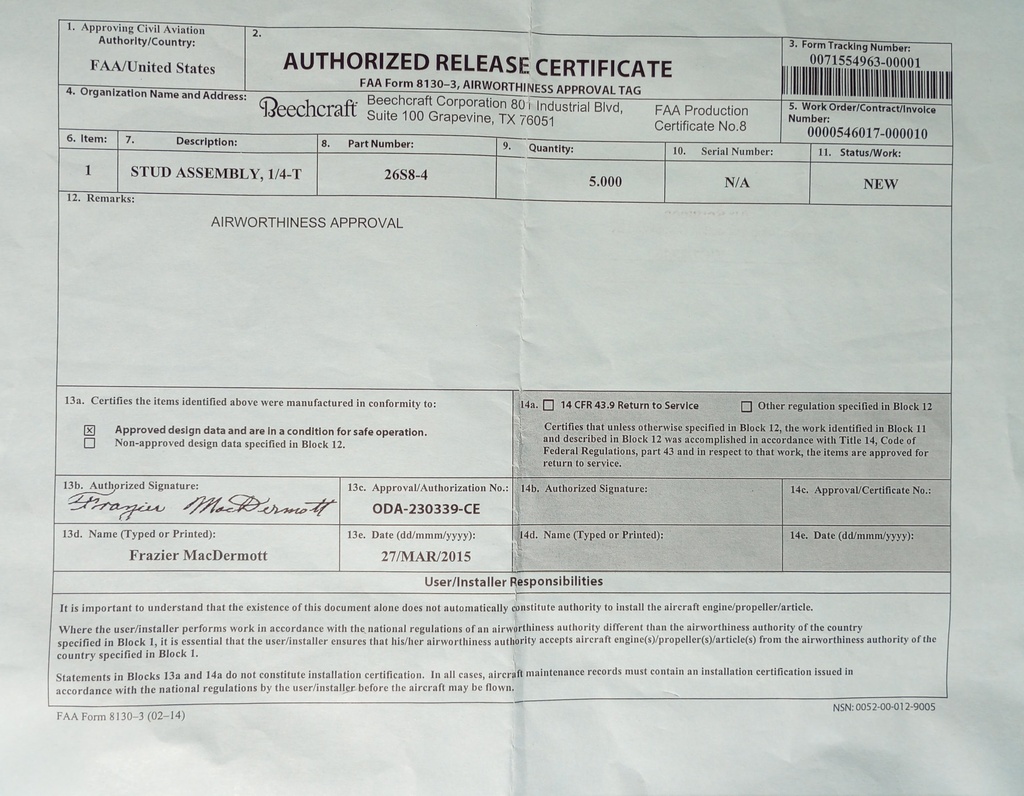 1. Approving Civil Aviation
Authority/Country:
FAA/United States
2.
AUTHORIZED RELEASE CERTIFICATE
FAA Form 8130–3, AIRWORTHINESS APPROVAL TAG
3. Form Tracking Number:
0071554963-00001
4. Organization Name and Address:
Beechcraft
Beechcraft Corporation 801 Industrial Blvd,
Suite 100 Grapevine, TX 76051
FAA Production
Certificate No.8
5. Work Order/Contract/Invoice
Number:
0000546017-000010
6. Item:
7. Description:
8. Part Number:
9. Quantity:
10. Serial Number:
11. Status/Work:
1
STUD ASSEMBLY, 1/4-T
26S8-4
5.000
N/A
NEW
12. Remarks:
AIRWORTHINESS APPROVAL
13a. Certifies the items identified above were manufactured in conformity to:
Approved design data and are in a condition for safe operation.
Non-approved design data specified in Block 12.
14a. 14 CFR 43.9 Return to Service
Other regulation specified in Block 12
Certifies that unless otherwise specified in Block 12, the work identified in Block 11
and described in Block 12 was accomplished in accordance with Title 14, Code of
Federal Regulations, part 43 and in respect to that work, the items are approved for
return to service.
13b. Authorized Signature:
Frazier MacDermott
13c. Approval/Authorization No.:
ODA-230339-CE
14b. Authorized Signature:
14c. Approval/Certificate No.:
13d. Name (Typed or Printed):
Frazier MacDermott
13e. Date (dd/mmm/yyyy):
27/MAR/2015
14d. Name (Typed or Printed):
14e. Date (dd/mmm/yyyy):
User/Installer Responsibilities
It is important to understand that the existence of this document alone does not automatically constitute authority to install the aircraft engine/propeller/article.
Where the user/installer performs work in accordance with the national regulations of an airworthiness authority different than the airworthiness authority of the country
specified in Block 1, it is essential that the user/installer ensures that his/her airworthiness authority accepts aircraft engine(s)/propeller(s)/article(s) from the airworthiness authority of the
country specified in Block 1.
Statements in Blocks 13a and 14a do not constitute installation certification. In all cases, aircraft maintenance records must contain an installation certification issued in
accordance with the national regulations by the user/installer before the aircraft may be flown.
FAA Form 8130–3 (02–14)
NSN: 0052-00-012-9005